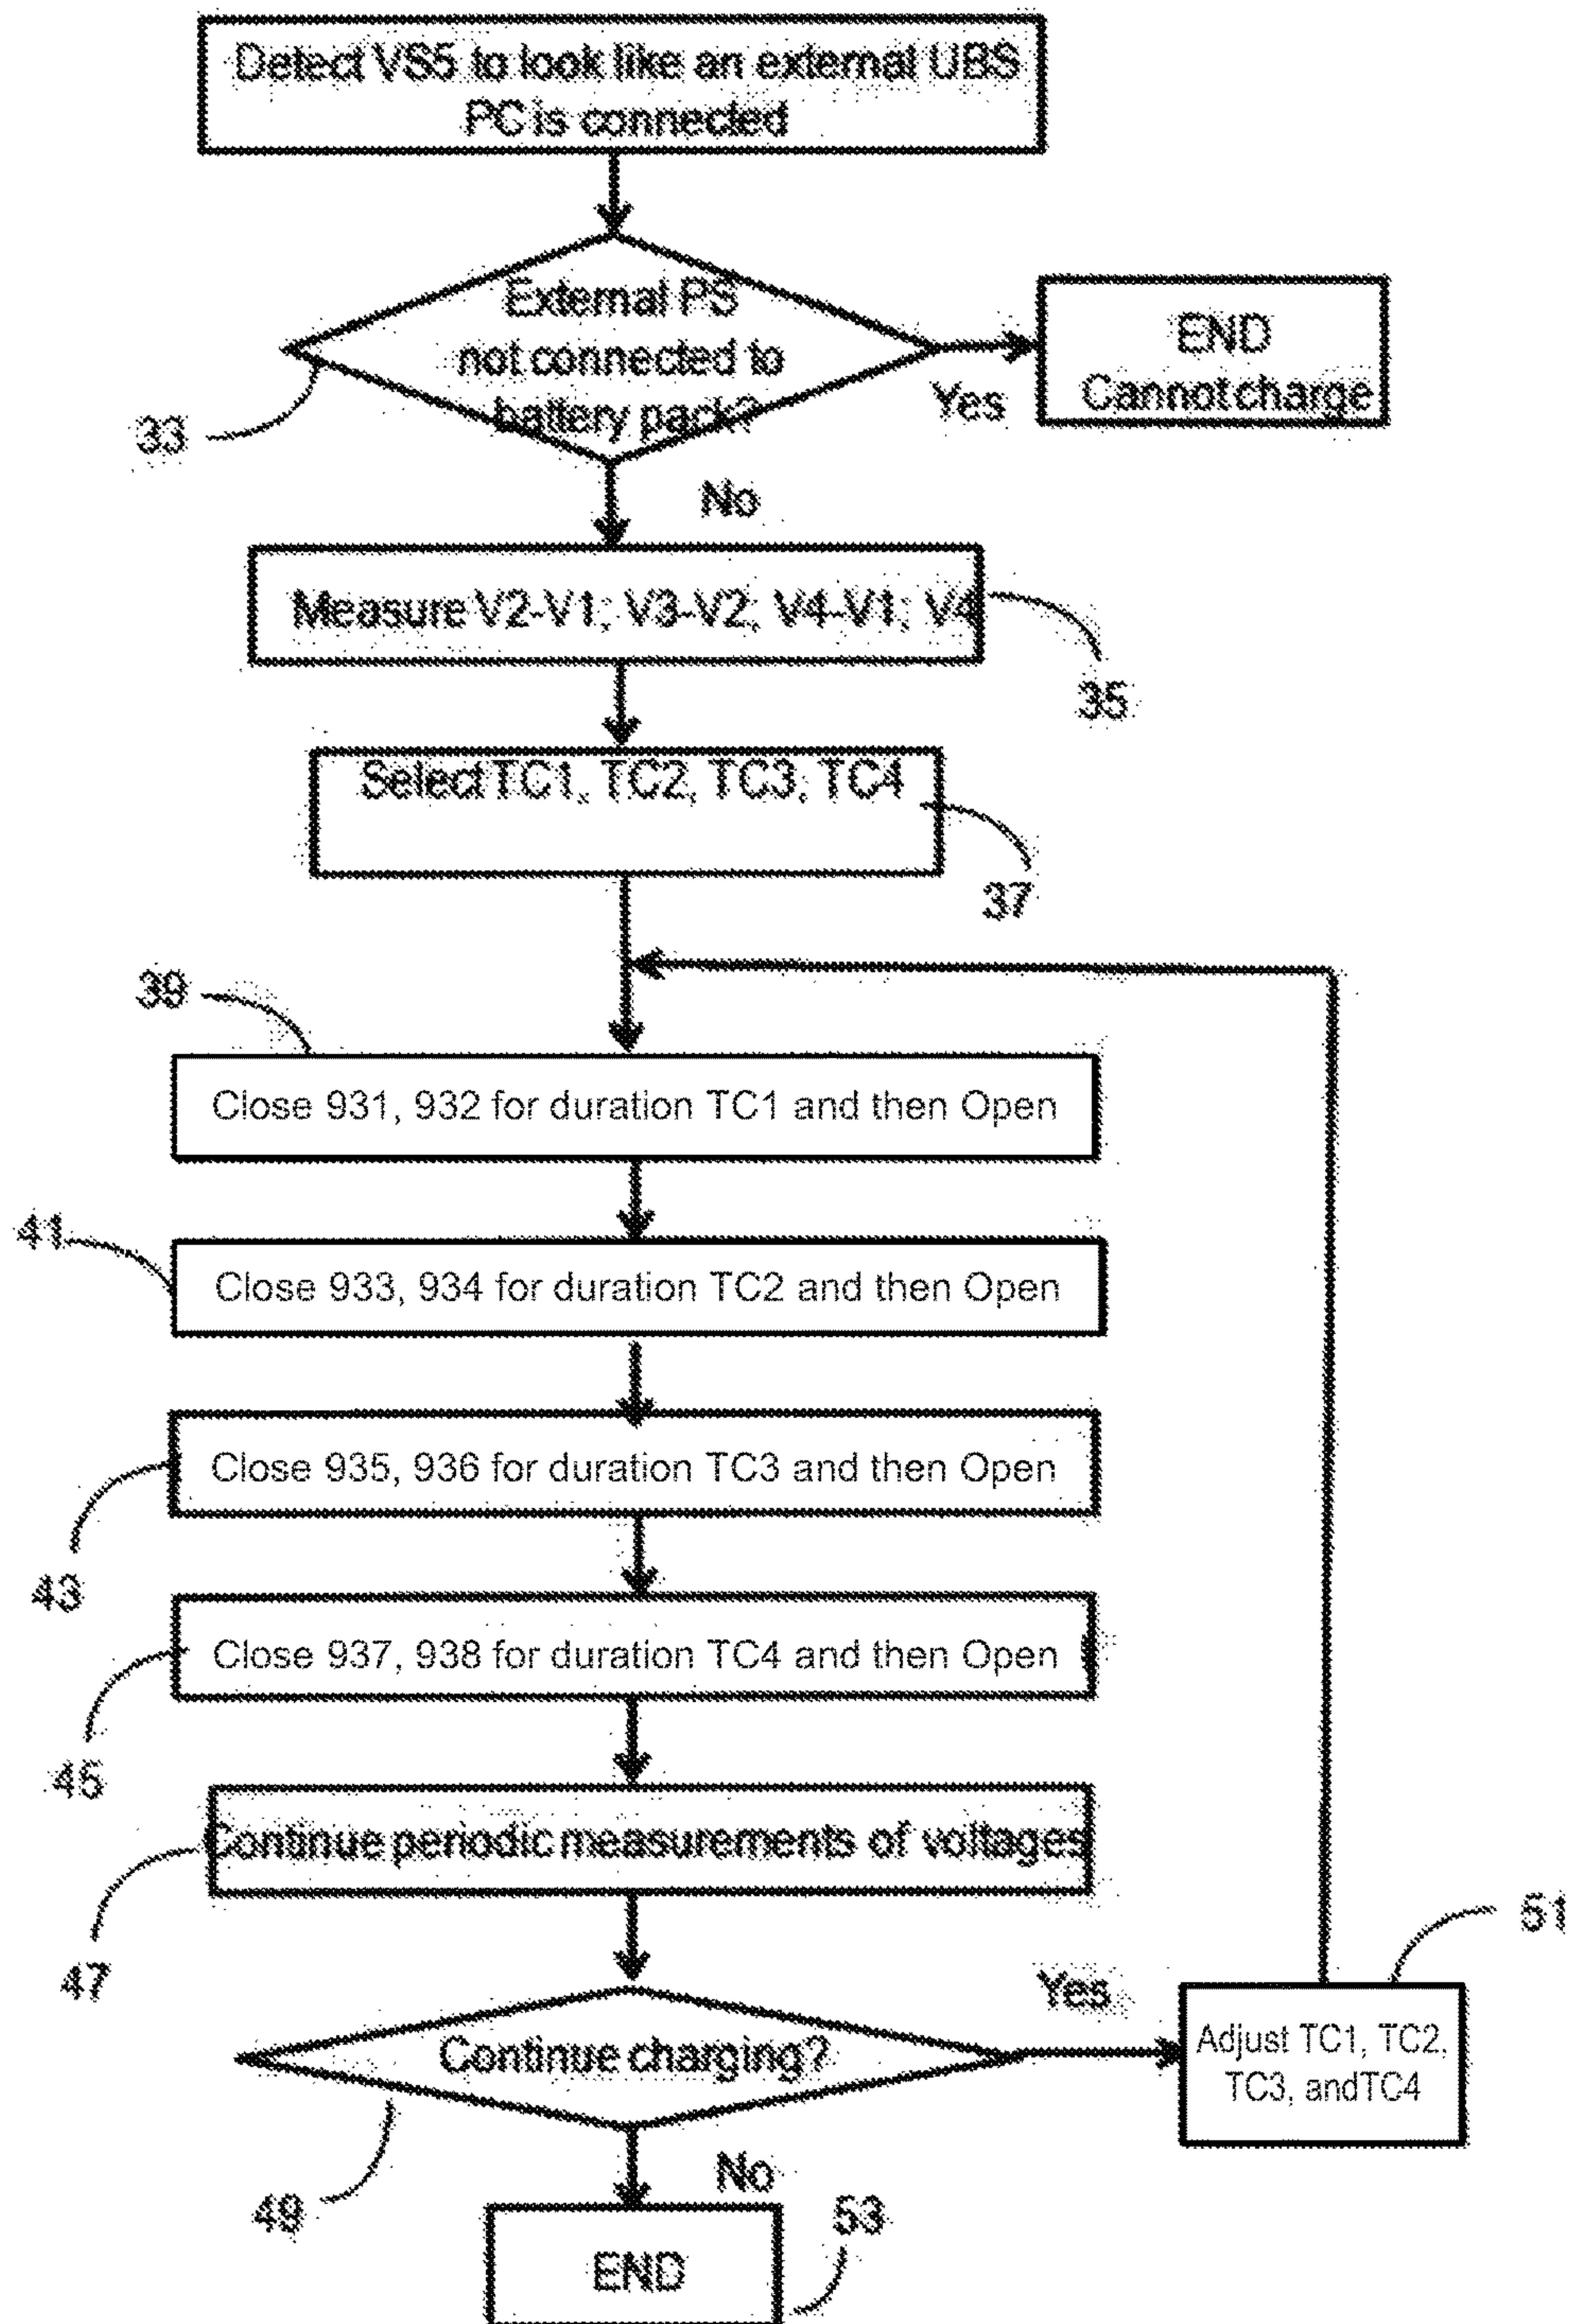 Detect VS5 to look like an external UBS
PC is connected
External PS
not connected to
battery pack?
33
Yes
END
Cannot charge
No
Measure V2-V1, V3-V2, V4-V1, V4
35
Select TC1, TC2, TC3, TC4
37
39
Close 931, 932 for duration TC1 and then Open
41
Close 933, 934 for duration TC2 and then Open
Close 935, 936 for duration TC3 and then Open
43
Close 937, 938 for duration TC4 and then Open
45
Continue periodic measurements of voltages
47
51
Yes
Continue charging?
Adjust TC1, TC2,
TC3, andTC4
49
No
53
END